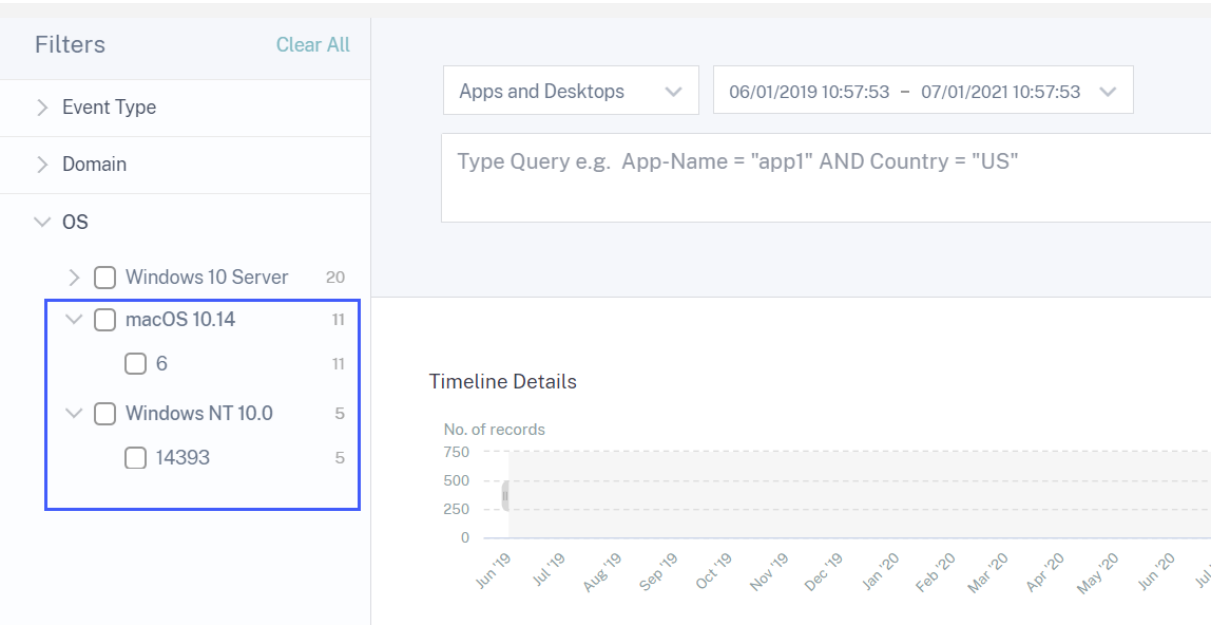 Filters Clear All
Event Type
Domain
OS
Windows 10 Server 20
macOS 10.14 11
6 11
Windows NT 10.0 5
14393 5
Apps and Desktops 06/01/2019 10:57:53 – 07/01/2021 10:57:53
Type Query e.g. App-Name = "app1" AND Country = "US"
Timeline Details
No. of records
750
500
250
0
Jun '19 Jul '19 Aug '19 Sep '19 Oct '19 Nov '19 Dec '19 Jan '20 Feb '20 Mar '20 Apr '20 May '20 Jun '20